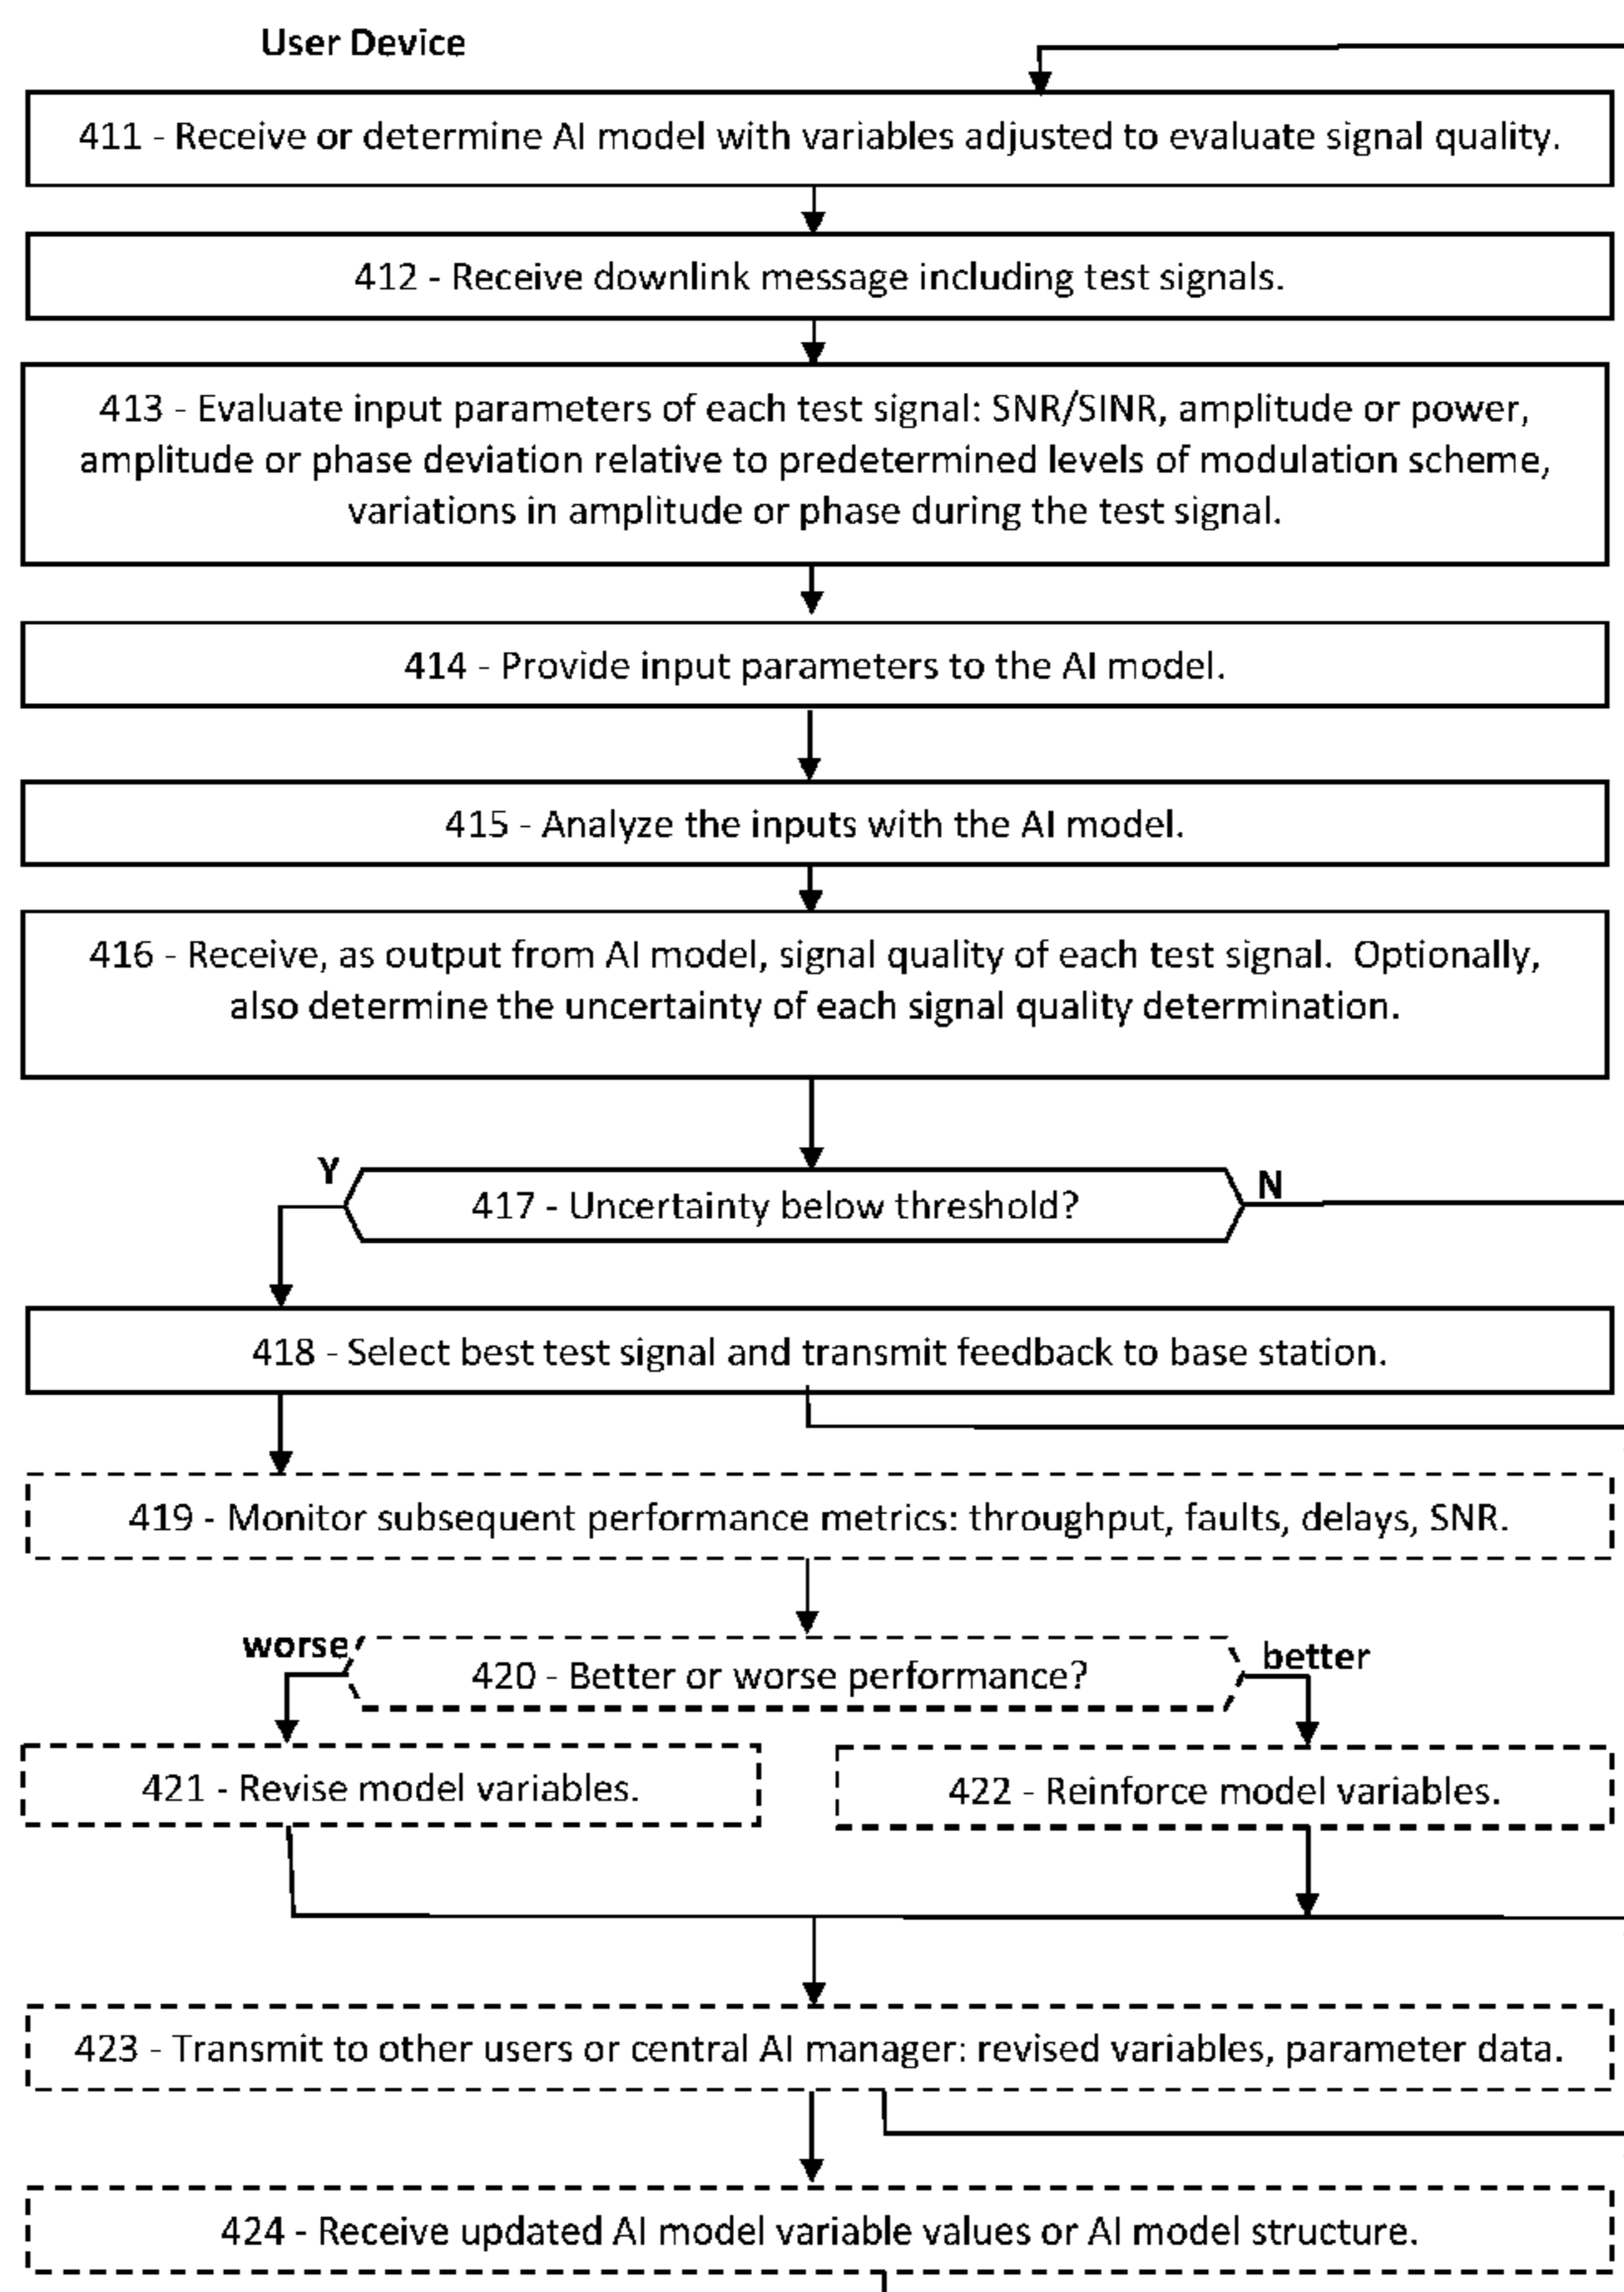 User Device
411 - Receive or determine AI model with variables adjusted to evaluate signal quality.
412 - Receive downlink message including test signals.
413 - Evaluate input parameters of each test signal: SNR/SINR, amplitude or power,
amplitude or phase deviation relative to predetermined levels of modulation scheme,
variations in amplitude or phase during the test signal.
414 - Provide input parameters to the AI model.
415 - Analyze the inputs with the AI model.
416 - Receive, as output from AI model, signal quality of each test signal. Optionally,
also determine the uncertainty of each signal quality determination.
Y
417 - Uncertainty below threshold?
N
418 - Select best test signal and transmit feedback to base station.
419 - Monitor subsequent performance metrics: throughput, faults, delays, SNR.
worse
420 - Better or worse performance?
better
421 - Revise model variables.
422 - Reinforce model variables.
423 - Transmit to other users or central AI manager: revised variables, parameter data.
424 - Receive updated AI model variable values or AI model structure.